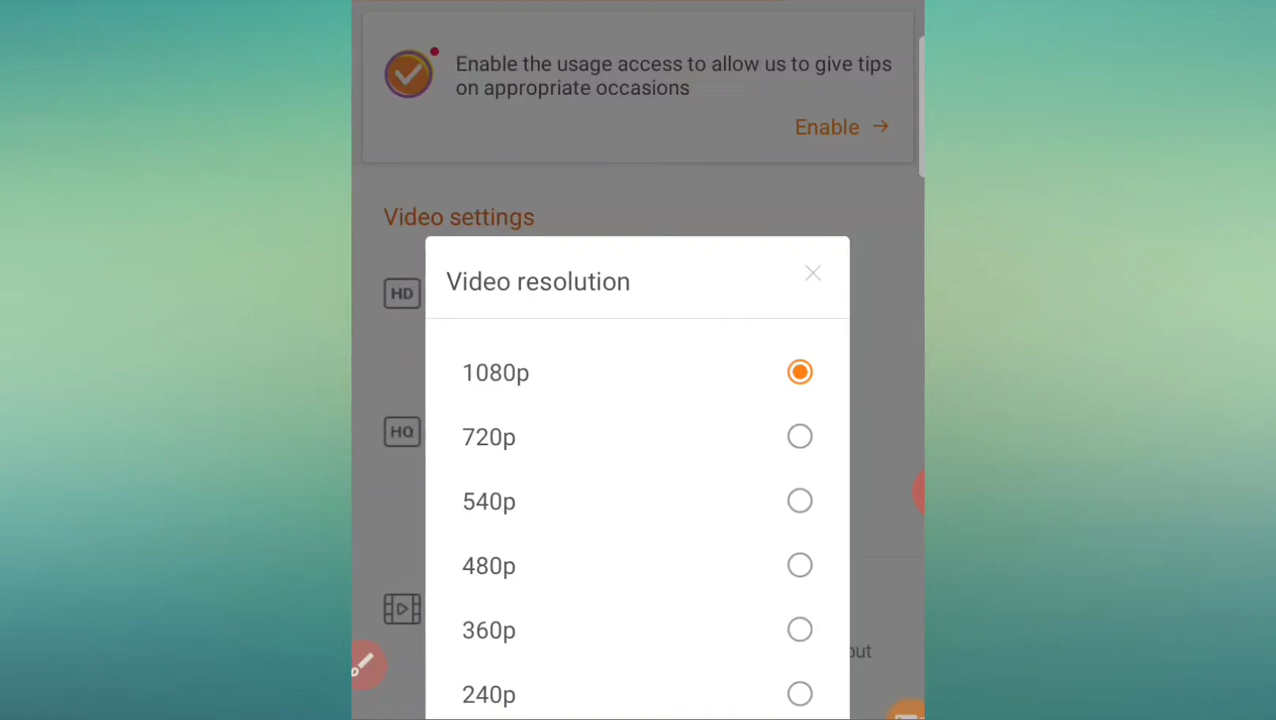 Enable the usage access to allow us to give tips
on appropriate occasions
Enable
Video settings
Video resolution
HD
1080p
HQ
720p
540p
480p
360p
put
240p